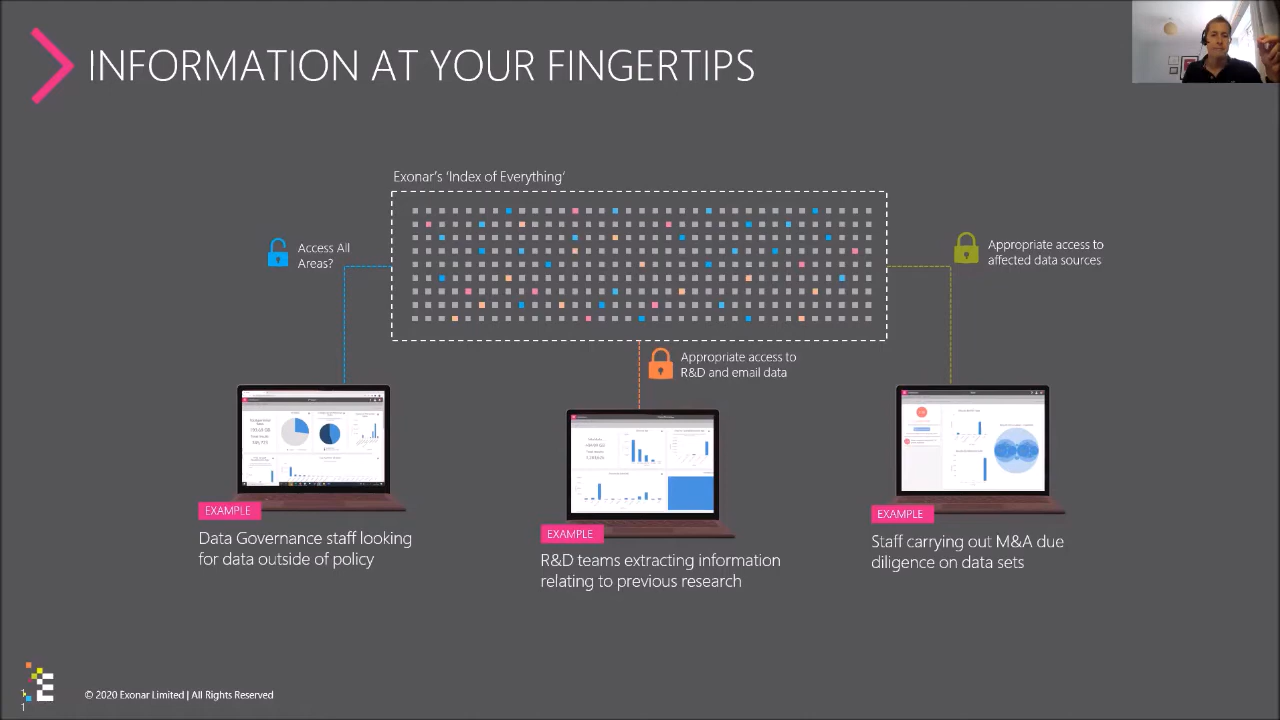 INFORMATION AT YOUR FINGERTIPS
Exonar's 'Index of Everything'
Access All
Areas?
Appropriate access to
affected data sources
Appropriate access to
R&D and email data
EXAMPLE
Data Governance staff looking
for data outside of policy
EXAMPLE
R&D teams extracting information
relating to previous research
EXAMPLE
Staff carrying out M&A due
diligence on data sets
© 2020 Exonar Limited | All Rights Reserved
1
1